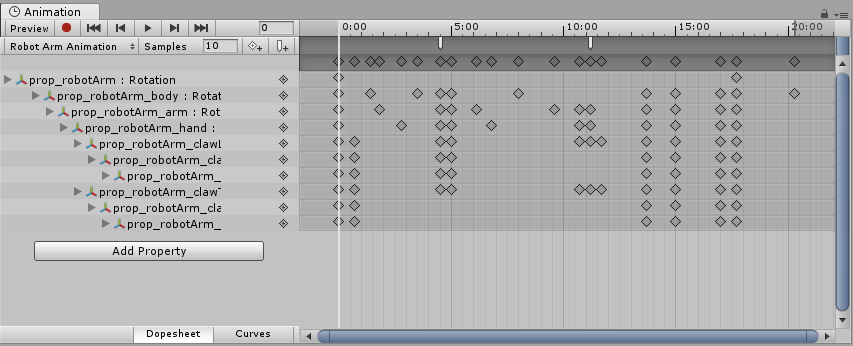 Animation
Preview 0 0:00 5:00 10:00 15:00 20:00
Robot Arm Animation Samples 10
prop_robotArm : Rotation
prop_robotArm_body : Rotat
prop_robotArm_arm : Rot
prop_robotArm_hand :
prop_robotArm_clawL
prop_robotArm_cla
prop_robotArm_
prop_robotArm_clawT
prop_robotArm_cla
prop_robotArm_
Add Property
Dopesheet Curves